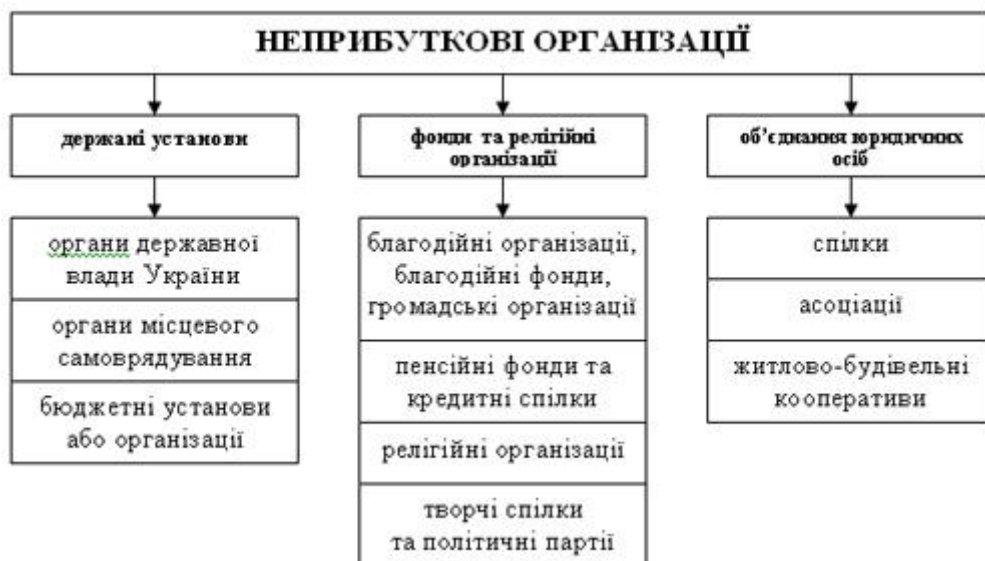 НЕПРИБУТКОВІ ОРГАНІЗАЦІЇ
держані установи
фонди та релігійні
організації
об’єднання юридичних
осіб
органи державної
влади України
органи місцевого
самоврядування
бюджетні установи
або організації
благодійні організації,
благодійні фонди,
громадські організації
пенсійні фонди та
кредитні спілки
релігійні організації
творчі спілки
та політичні партії
спілки
асоціації
житлово-будівельні
кооперативи